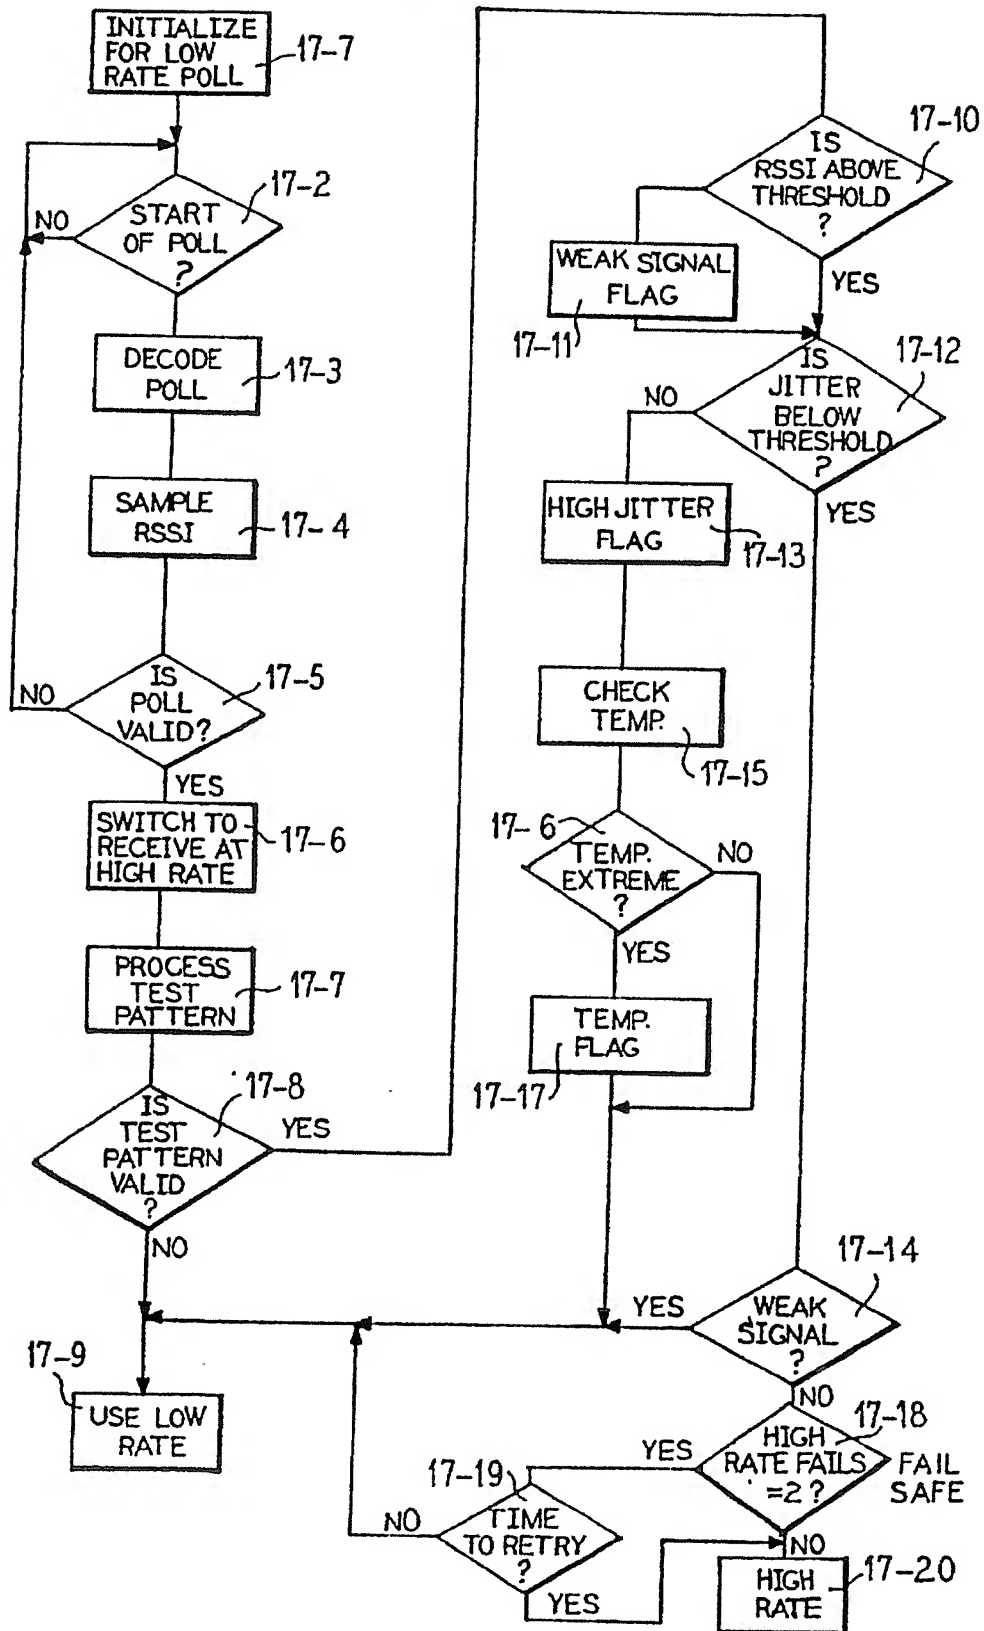 INITIALIZE
FOR LOW
RATE POLL
17-7
START
OF POLL
?
17-2
NO
DECODE
POLL
17-3
SAMPLE
RSSI
17-4
IS
POLL
VALID?
17-5
NO
YES
SWITCH TO
RECEIVE AT
HIGH RATE
17-6
PROCESS
TEST
PATTERN
17-7
IS
TEST
PATTERN
VALID
?
17-8
YES
NO
17-9
USE LOW
RATE
IS
RSSI ABOVE
THRESHOLD
?
17-10
YES
WEAK SIGNAL
FLAG
17-11
IS
JITTER
BELOW
THRESHOLD
?
17-12
NO
YES
HIGH JITTER
FLAG
17-13
CHECK
TEMP.
17-15
17-6
TEMP.
EXTREME
?
NO
YES
TEMP.
FLAG
17-17
17-14
WEAK
SIGNAL
?
YES
NO
17-18
HIGH
RATE FAILS
=2?
FAIL
SAFE
YES
NO
17-19
TIME
TO RETRY
?
NO
YES
HIGH
RATE
17-20